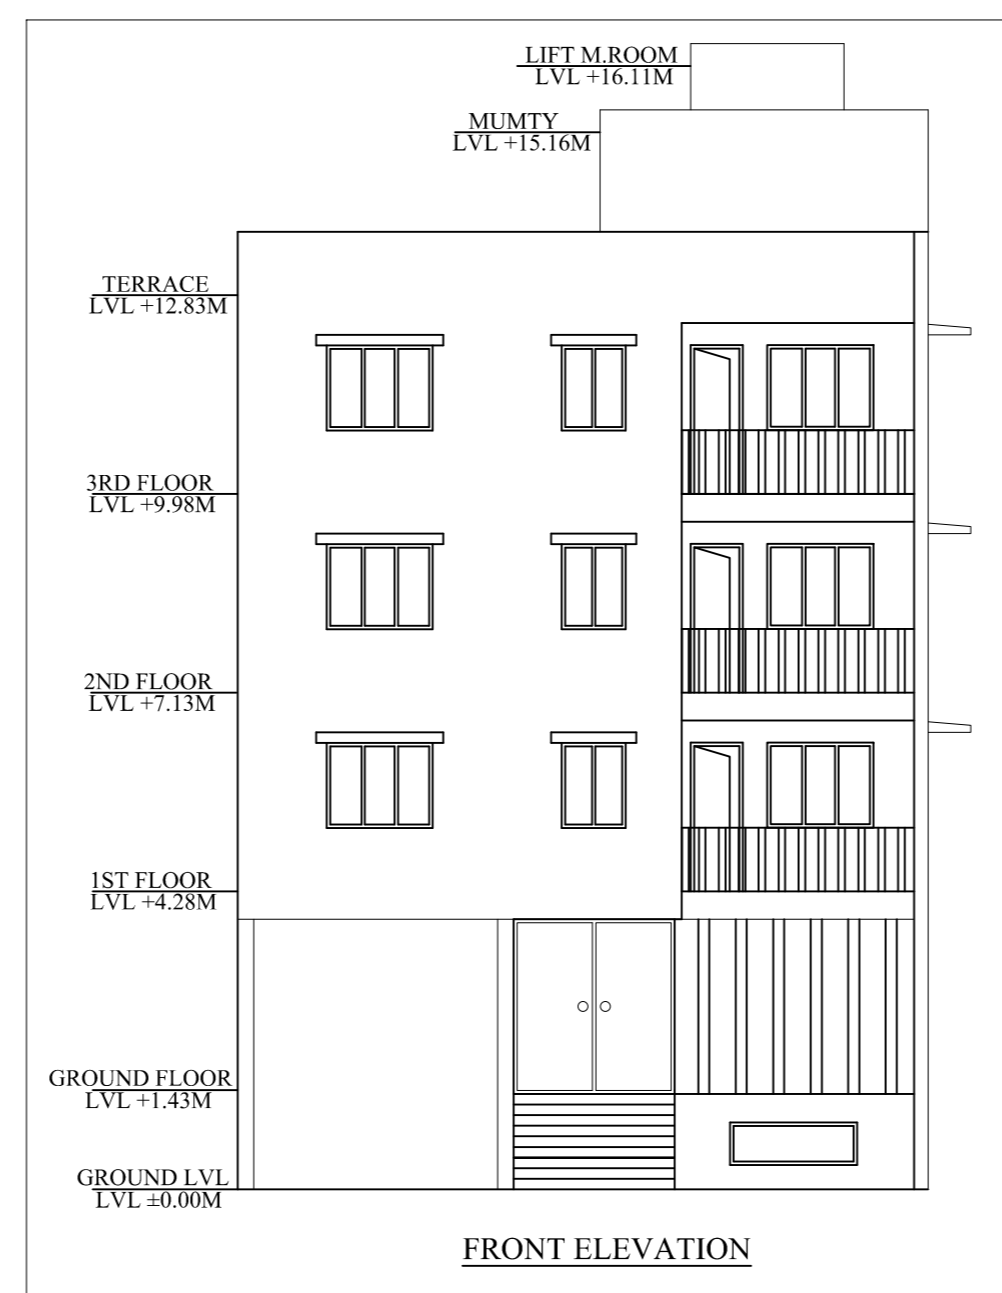 LIFT M.ROOM
LVL +16.11M
MUMTY
LVL +15.16M
TERRACE
LVL +12.83M
3RD FLOOR
LVL +9.98M
2ND FLOOR
LVL +7.13M
1ST FLOOR
LVL +4.28M
GROUND FLOOR
LVL +1.43M
GROUND LVL
LVL ±0.00M
FRONT ELEVATION